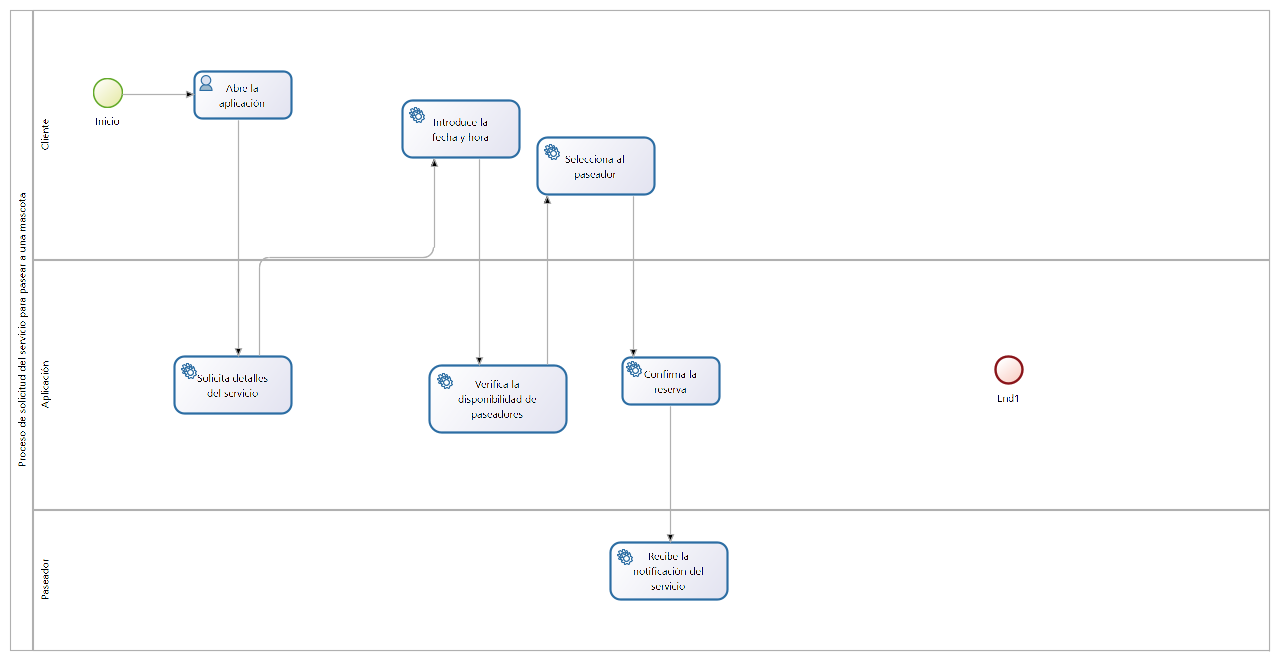 Proceso de solicitud del servicio para pasear a una mascota
Cliente
Inicio
Abre la
aplicación
Introduce la
fecha y hora
Selecciona al
paseador
Aplicación
Solicita detalles
del servicio
Verifica la
disponibilidad de
paseadores
Confirma la
reserva
End1
Paseador
Recibe la
notificación del
servicio